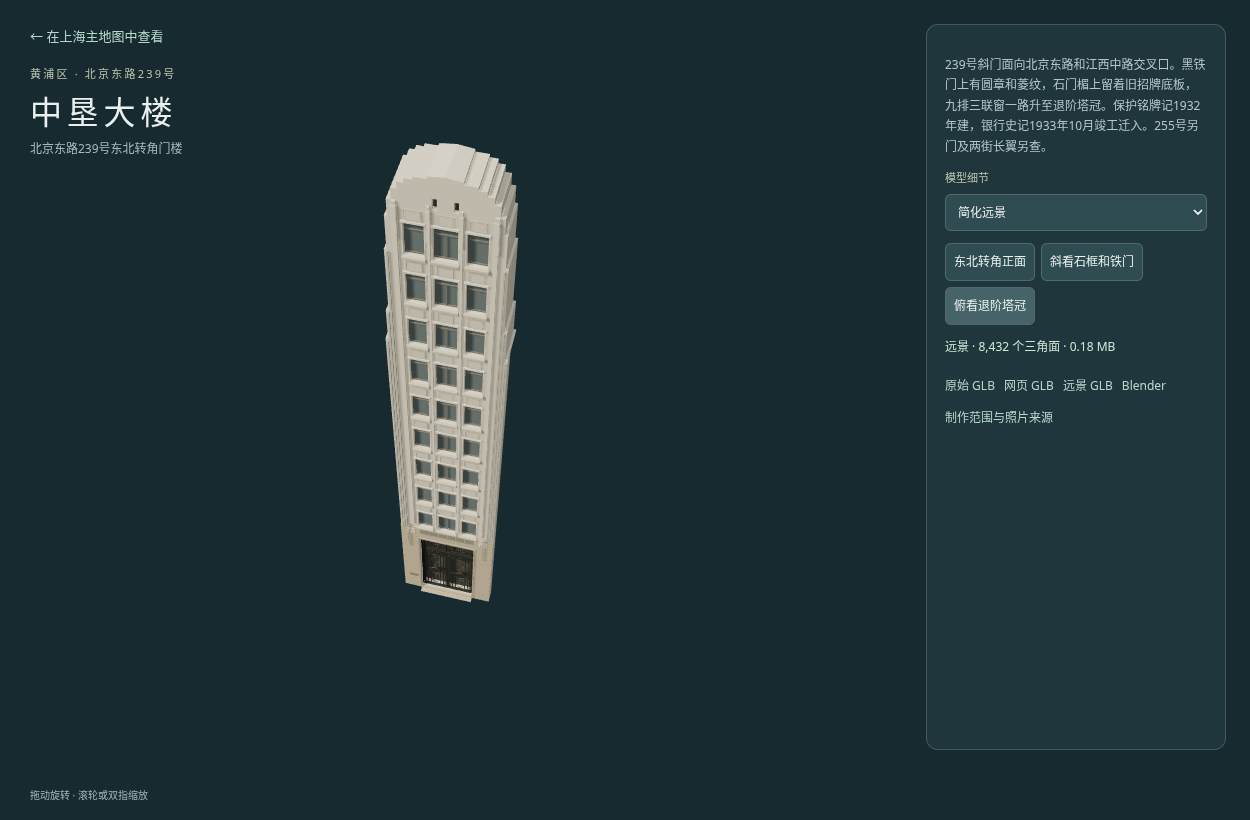 ← 在上海主地图中查看
黄浦区 · 北京东路239号
中垦大楼
北京东路239号东北转角门楼
239号斜门面向北京东路和江西中路交叉口。黑铁
门上有圆章和菱纹，石门楣上留着旧招牌底板，
九排三联窗一路升至退阶塔冠。保护铭牌记1932
年建，银行史记1933年10月竣工迁入。255号另
门及两街长翼另查。
模型细节
简化远景
东北转角正面 斜看石框和铁门
俯看退阶塔冠
远景 · 8,432 个三角面 · 0.18 MB
原始 GLB 网页 GLB 远景 GLB Blender
制作范围与照片来源
拖动旋转 · 滚轮或双指缩放